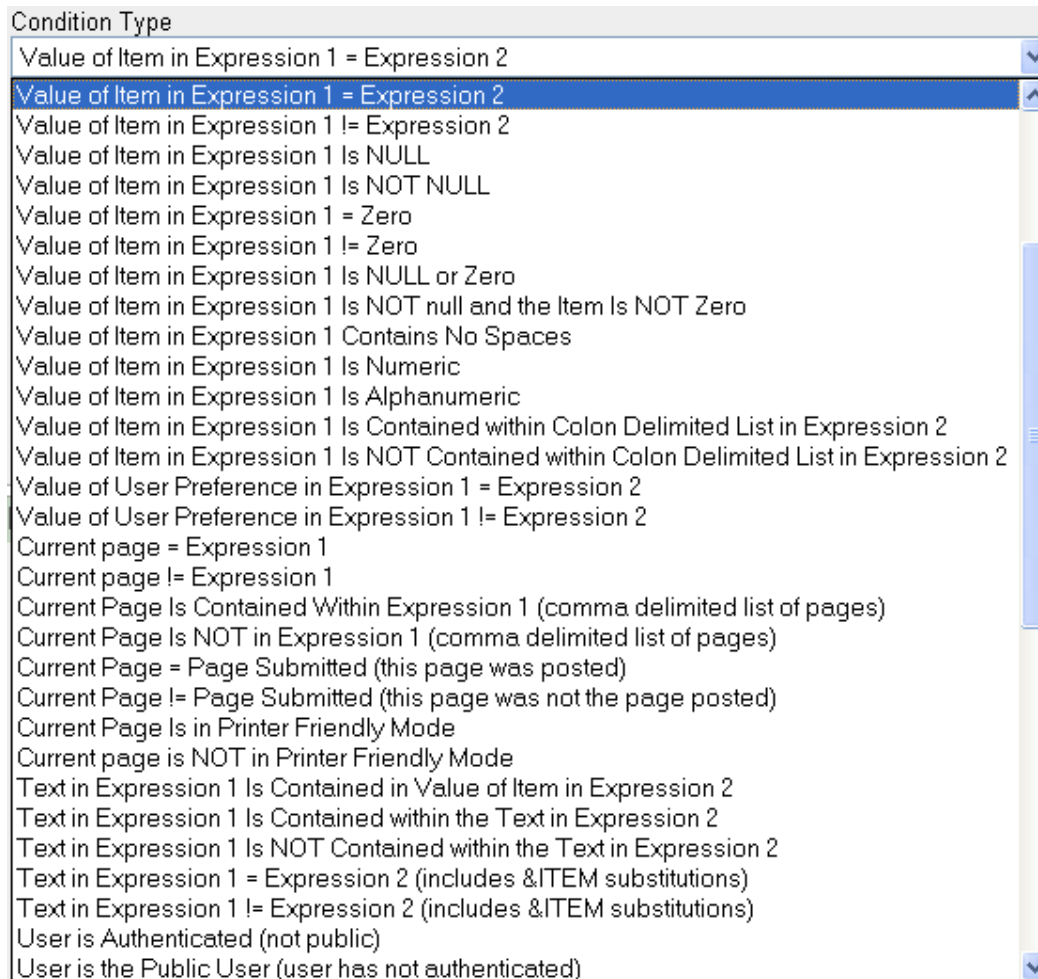 Condition Type
Value of Item in Expression 1 = Expression 2
Value of Item in Expression 1 = Expression 2
Value of Item in Expression 1 != Expression 2
Value of Item in Expression 1 Is NULL
Value of Item in Expression 1 Is NOT NULL
Value of Item in Expression 1 = Zero
Value of Item in Expression 1 != Zero
Value of Item in Expression 1 Is NULL or Zero
Value of Item in Expression 1 Is NOT null and the Item Is NOT Zero
Value of Item in Expression 1 Contains No Spaces
Value of Item in Expression 1 Is Numeric
Value of Item in Expression 1 Is Alphanumeric
Value of Item in Expression 1 Is Contained within Colon Delimited List in Expression 2
Value of Item in Expression 1 Is NOT Contained within Colon Delimited List in Expression 2
Value of User Preference in Expression 1 = Expression 2
Value of User Preference in Expression 1 != Expression 2
Current page = Expression 1
Current page != Expression 1
Current Page Is Contained Within Expression 1 (comma delimited list of pages)
Current Page Is NOT in Expression 1 (comma delimited list of pages)
Current Page = Page Submitted (this page was posted)
Current Page != Page Submitted (this page was not the page posted)
Current Page Is in Printer Friendly Mode
Current page is NOT in Printer Friendly Mode
Text in Expression 1 Is Contained in Value of Item in Expression 2
Text in Expression 1 Is Contained within the Text in Expression 2
Text in Expression 1 Is NOT Contained within the Text in Expression 2
Text in Expression 1 = Expression 2 (includes &ITEM substitutions)
Text in Expression 1 != Expression 2 (includes &ITEM substitutions)
User is Authenticated (not public)
User is the Public User (user has not authenticated)